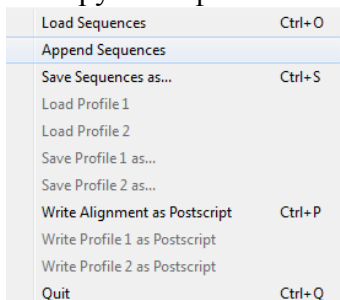 Load Sequences Ctrl+O
Append Sequences
Save Sequences as... Ctrl+S
Load Profile 1
Load Profile 2
Save Profile 1 as...
Save Profile 2 as...
Write Alignment as Postscript Ctrl+P
Write Profile 1 as Postscript
Write Profile 2 as Postscript
Quit Ctrl+Q